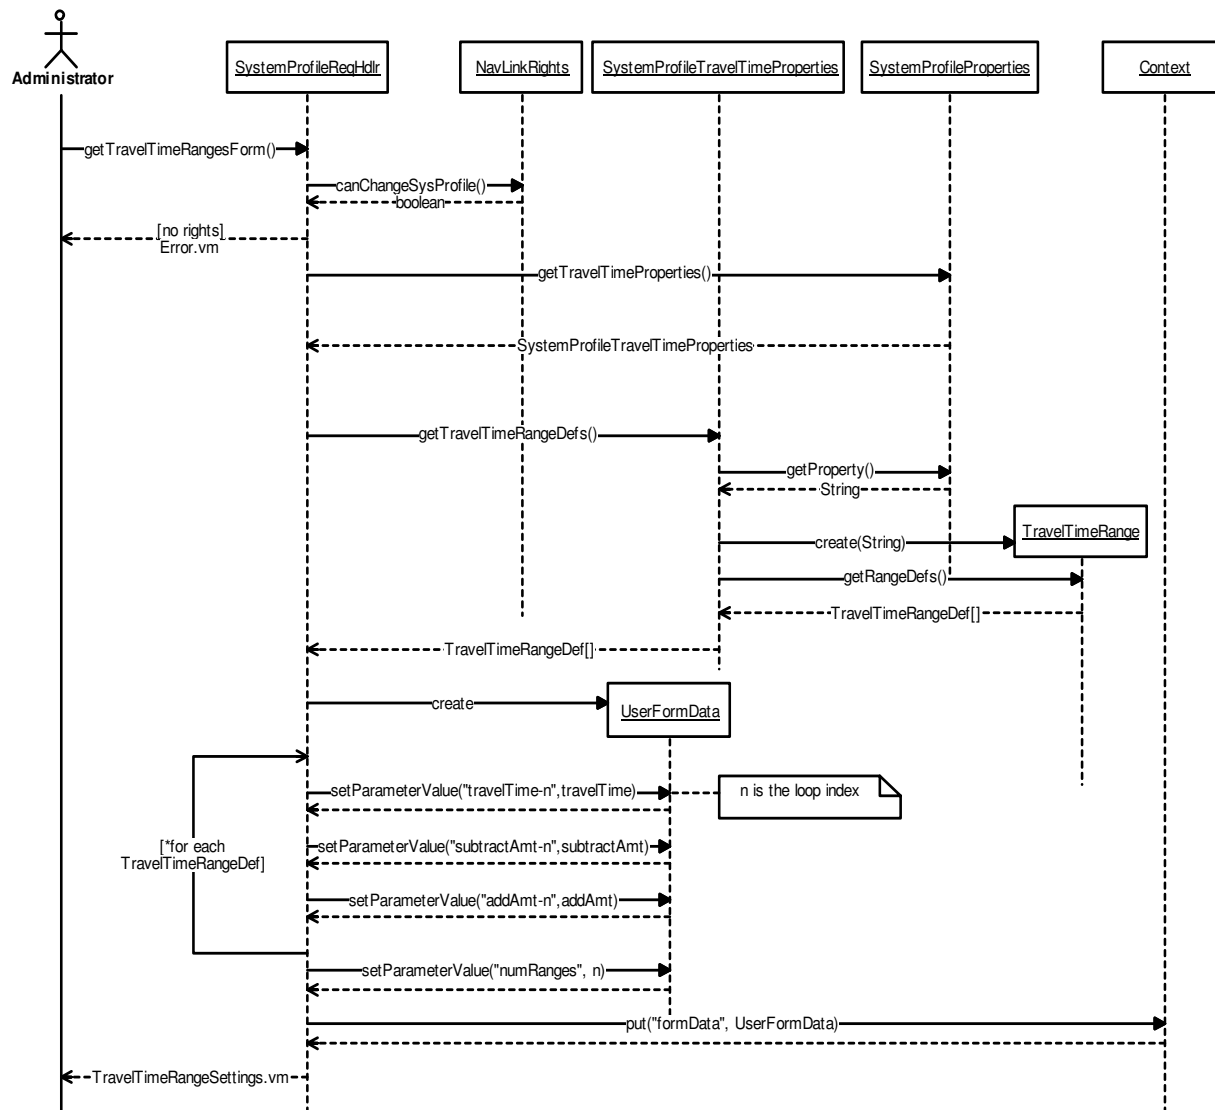 Administrator
SystemProfileReqHdlr
NavLinkRights
SystemProfileTravelTimeProperties
SystemProfileProperties
Context
getTravelTimeRangesForm()
canChangeSysProfile()
boolean
[no rights]
Error.vm
getTravelTimeProperties()
SystemProfileTravelTimeProperties
getTravelTimeRangeDefs()
getProperty()
String
TravelTimeRange
create(String)
getRangeDefs()
TravelTimeRangeDef[]
TravelTimeRangeDef[]
create
UserFormData
setParameterValue("travelTime-n",travelTime)
n is the loop index
[*for each
TravelTimeRangeDef]
setParameterValue("subtractAmt-n",subtractAmt)
setParameterValue("addAmt-n",addAmt)
setParameterValue("numRanges", n)
put("formData", UserFormData)
TravelTimeRangeSettings.vm